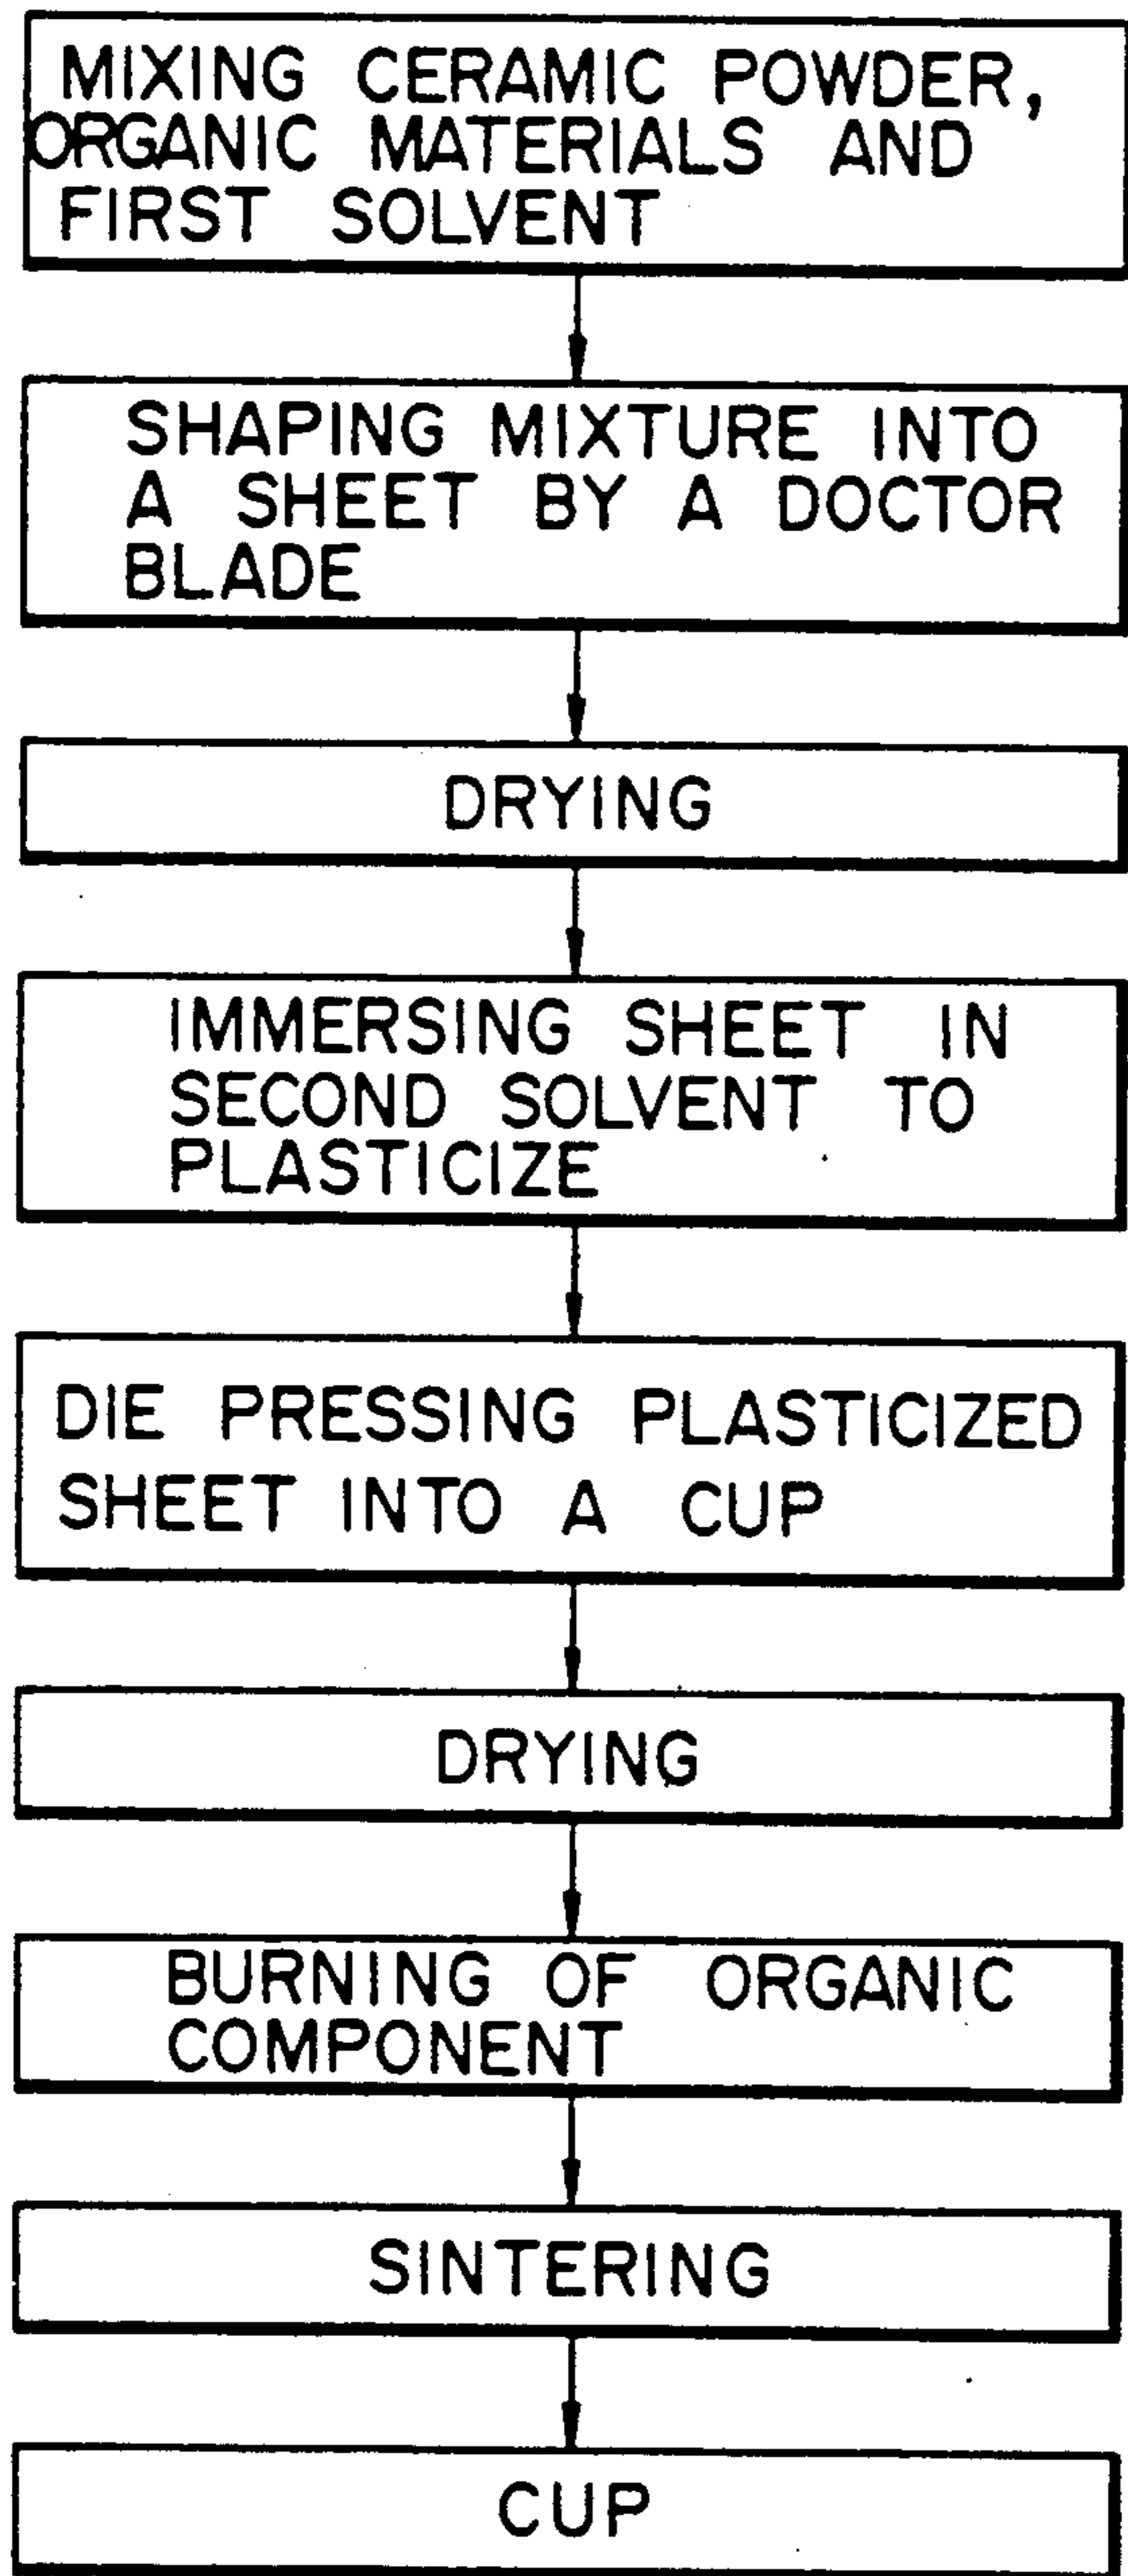 MIXING CERAMIC POWDER,
ORGANIC MATERIALS AND
FIRST SOLVENT
SHAPING MIXTURE INTO
A SHEET BY A DOCTOR
BLADE
DRYING
IMMERSING SHEET IN
SECOND SOLVENT TO
PLASTICIZE
DIE PRESSING PLASTICIZED
SHEET INTO A CUP
DRYING
BURNING OF ORGANIC
COMPONENT
SINTERING
CUP